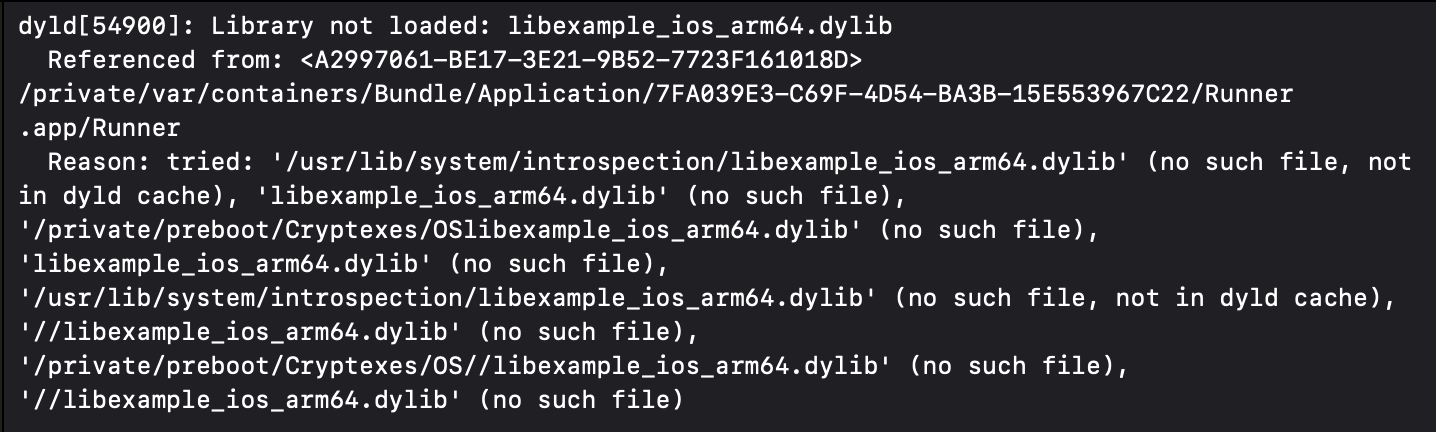 dyld[54900]: Library not loaded: libexample_ios_arm64.dylib
  Referenced from: <A2997061-BE17-3E21-9B52-7723F161018D>
/private/var/containers/Bundle/Application/7FA039E3-C69F-4D54-BA3B-15E553967C22/Runner
.app/Runner
  Reason: tried: '/usr/lib/system/introspection/libexample_ios_arm64.dylib' (no such file, not
in dyld cache), 'libexample_ios_arm64.dylib' (no such file),
'/private/preboot/Cryptexes/OSlibexample_ios_arm64.dylib' (no such file),
'libexample_ios_arm64.dylib' (no such file),
'/usr/lib/system/introspection/libexample_ios_arm64.dylib' (no such file, not in dyld cache),
'//libexample_ios_arm64.dylib' (no such file),
'/private/preboot/Cryptexes/OS//libexample_ios_arm64.dylib' (no such file),
'//libexample_ios_arm64.dylib' (no such file)